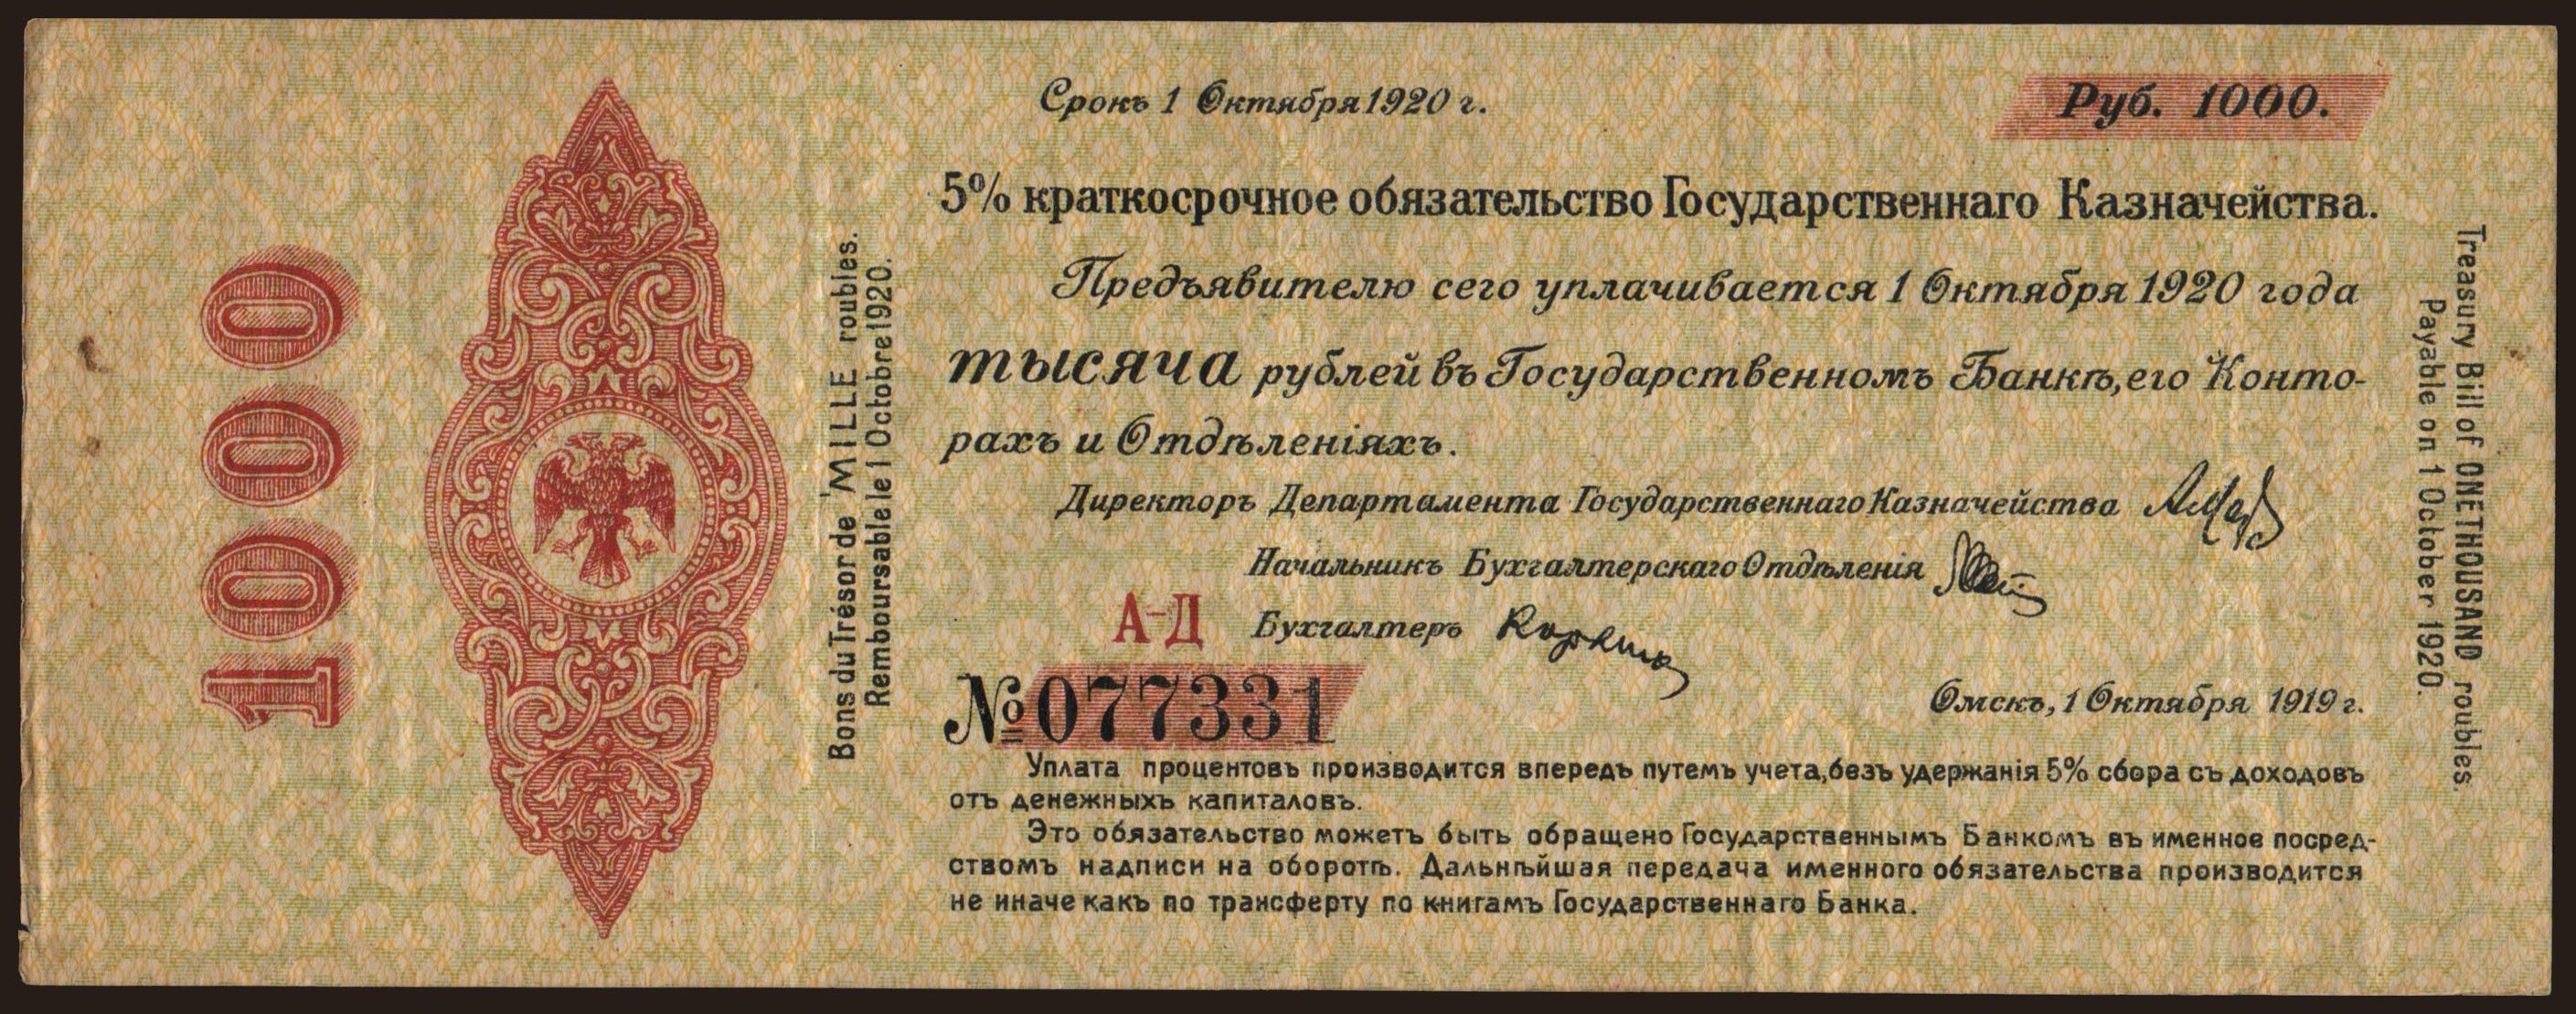 1000
Bons du Trésor de MILLE roubles.
Remboursable le 1 Octobre 1920.
Срокъ 1 Октября 1920 г.
Руб. 1000.
5% краткосрочное обязательство Государственнаго Казначейства.
Предъявителю сего уплачивается 1 Октября 1920 года
тысяча рублей въ Государственномъ Банкѣ, его Конто-
рахъ и Отдѣленіяхъ.
Директоръ Департамента Государственнаго Казначейства
Начальникъ Бухгалтерскаго Отдѣленія
А-Д Бухгалтеръ
№ 077331
Омскъ, 1 Октября 1919 г.
Уплата процентовъ производится впередъ путемъ учета, безъ удержанія 5% сбора съ доходовъ
отъ денежныхъ капиталовъ.
Это обязательство можетъ быть обращено Государственнымъ Банкомъ въ именное посред-
ствомъ надписи на оборотѣ. Дальнѣйшая передача именного обязательства производится
не иначе какъ по трансферту по книгамъ Государственнаго Банка.
Treasury Bill of ONE THOUSAND roubles.
Payable on 1 October 1920.